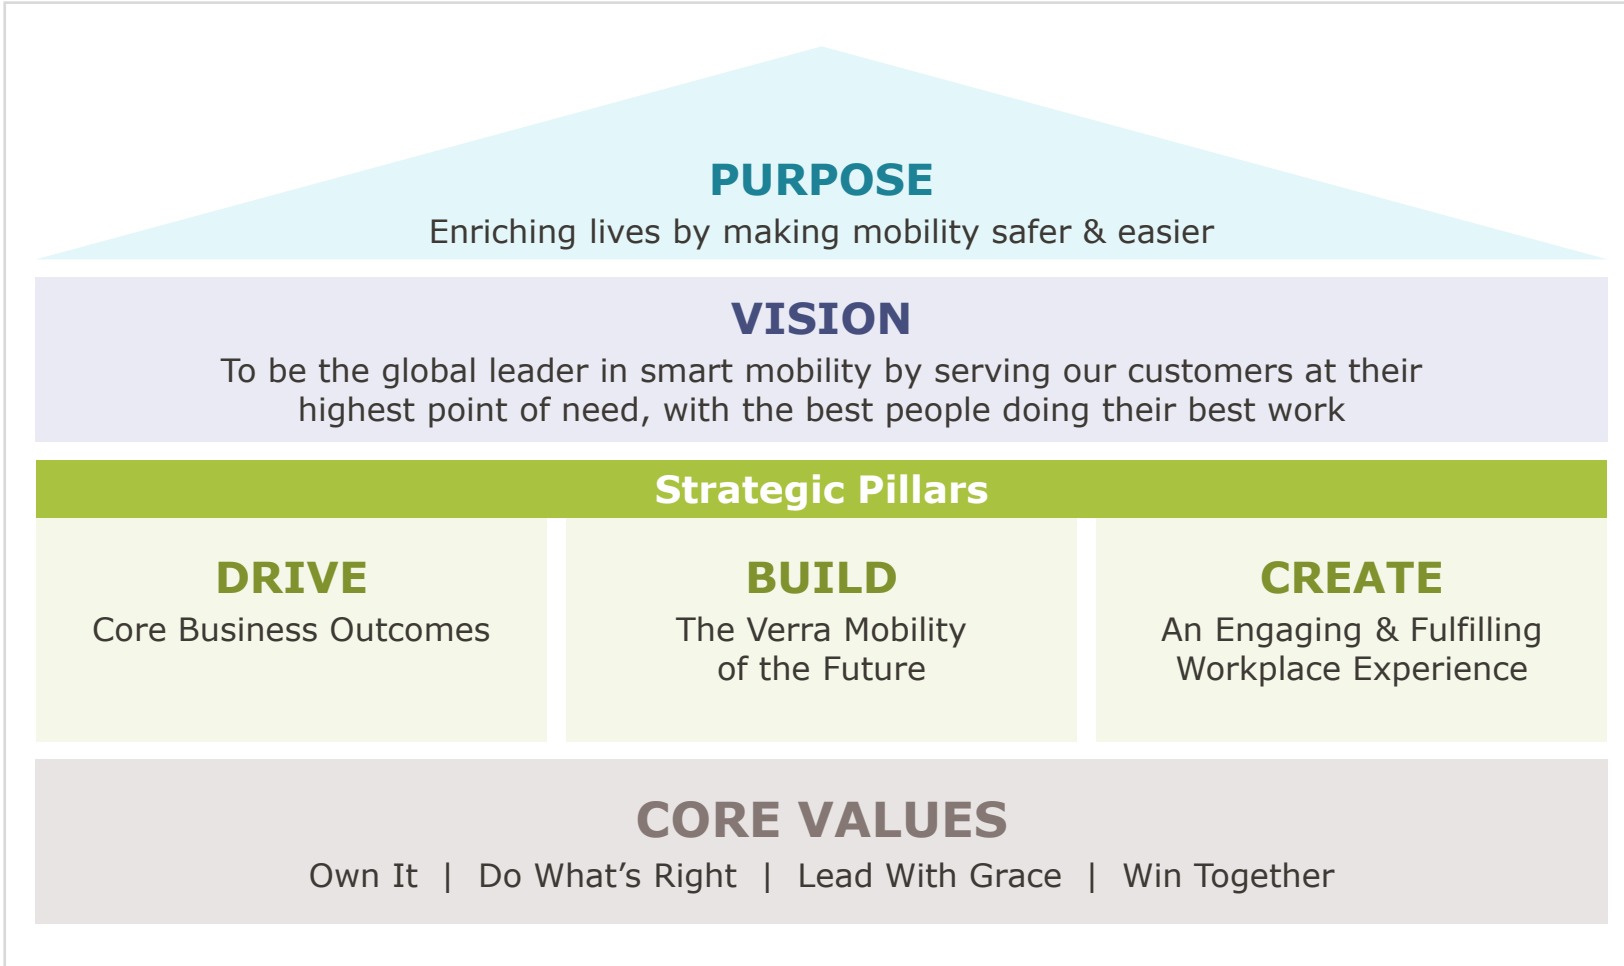 PURPOSE
Enriching lives by making mobility safer & easier
VISION
To be the global leader in smart mobility by serving our customers at their
highest point of need, with the best people doing their best work
Strategic Pillars
DRIVE
Core Business Outcomes
BUILD
The Verra Mobility
of the Future
CREATE
An Engaging & Fulfilling
Workplace Experience
CORE VALUES
Own It | Do What’s Right | Lead With Grace | Win Together